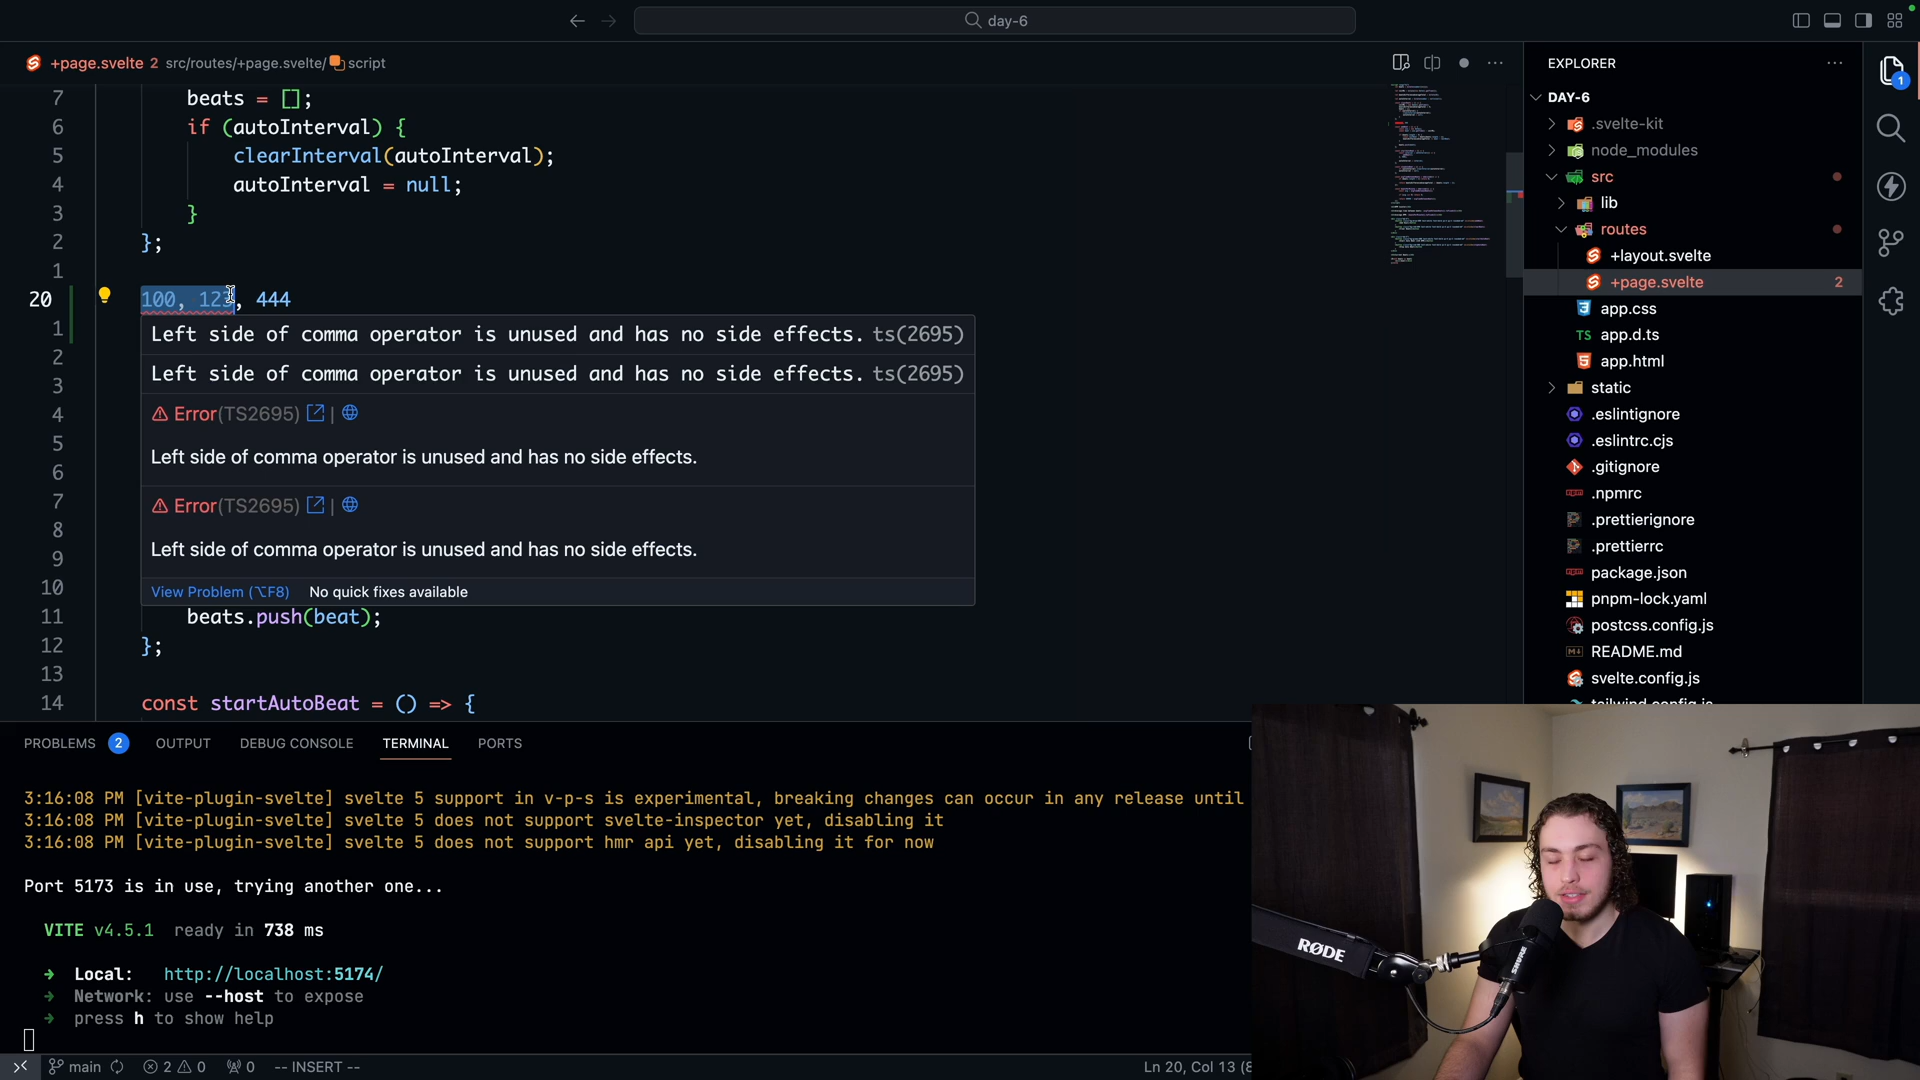 day-6
+page.svelte 2 src/routes/+page.svelte/ script
7 beats = [];
6 if (autoInterval) {
5 clearInterval(autoInterval);
4 autoInterval = null;
3 }
2 };
1
20 100, 123, 444
1 Left side of comma operator is unused and has no side effects. ts(2695)
2 Left side of comma operator is unused and has no side effects. ts(2695)
3
4 Error(TS2695) |
5 Left side of comma operator is unused and has no side effects.
6
7 Error(TS2695) |
8 Left side of comma operator is unused and has no side effects.
9
10 View Problem (⌥F8) No quick fixes available
11 beats.push(beat);
12 };
13
14 const startAutoBeat = () => {
EXPLORER
DAY-6
.svelte-kit
node_modules
src
lib
routes
+layout.svelte
+page.svelte 2
app.css
TS app.d.ts
app.html
static
.eslintignore
.eslintrc.cjs
.gitignore
.npmrc
.prettierignore
.prettierrc
package.json
pnpm-lock.yaml
postcss.config.js
README.md
svelte.config.js
tailwind.config.js
1
PROBLEMS 2 OUTPUT DEBUG CONSOLE TERMINAL PORTS
3:16:08 PM [vite-plugin-svelte] svelte 5 support in v-p-s is experimental, breaking changes can occur in any release until
3:16:08 PM [vite-plugin-svelte] svelte 5 does not support svelte-inspector yet, disabling it
3:16:08 PM [vite-plugin-svelte] svelte 5 does not support hmr api yet, disabling it for now
Port 5173 is in use, trying another one...
VITE v4.5.1 ready in 738 ms
➜ Local: http://localhost:5174/
➜ Network: use --host to expose
➜ press h to show help
main 2 0 0 -- INSERT -- Ln 20, Col 13 (8
RØDE
SHURE